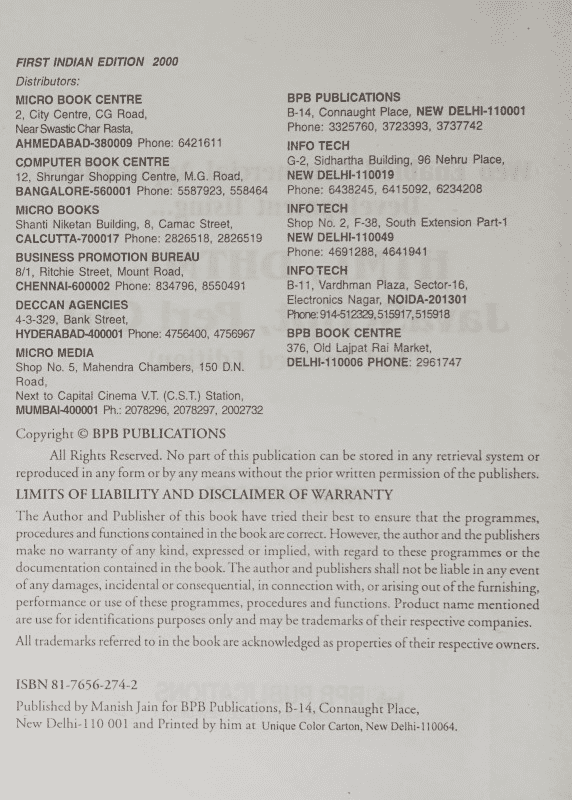 FIRST INDIAN EDITION 2000
Distributors:
MICRO BOOK CENTRE
2, City Centre, CG Road,
Near Swastic Char Rasta,
AHMEDABAD-380009 Phone: 6421611
COMPUTER BOOK CENTRE
12, Shrungar Shopping Centre, M.G. Road,
BANGALORE-560001 Phone: 5587923, 558464
MICRO BOOKS
Shanti Niketan Building, 8, Camac Street,
CALCUTTA-700017 Phone: 2826518, 2826519
BUSINESS PROMOTION BUREAU
8/1, Ritchie Street, Mount Road,
CHENNAI-600002 Phone: 834796, 8550491
DECCAN AGENCIES
4-3-329, Bank Street,
HYDERABAD-400001 Phone: 4756400, 4756967
MICRO MEDIA
Shop No. 5, Mahendra Chambers, 150 D.N.
Road,
Next to Capital Cinema V.T. (C.S.T.) Station,
MUMBAI-400001 Ph.: 2078296, 2078297, 2002732
BPB PUBLICATIONS
B-14, Connaught Place, NEW DELHI-110001
Phone: 3325760, 3723393, 3737742
INFO TECH
G-2, Sidhartha Building, 96 Nehru Place,
NEW DELHI-110019
Phone: 6438245, 6415092, 6234208
INFO TECH
Shop No. 2, F-38, South Extension Part-1
NEW DELHI-110049
Phone: 4691288, 4641941
INFO TECH
B-11, Vardhman Plaza, Sector-16,
Electronics Nagar, NOIDA-201301
Phone: 914-512329, 515917, 515918
BPB BOOK CENTRE
376, Old Lajpat Rai Market,
DELHI-110006 PHONE: 2961747
Copyright © BPB PUBLICATIONS
All Rights Reserved. No part of this publication can be stored in any retrieval system or
reproduced in any form or by any means without the prior written permission of the publishers.
LIMITS OF LIABILITY AND DISCLAIMER OF WARRANTY
The Author and Publisher of this book have tried their best to ensure that the programmes,
procedures and functions contained in the book are correct. However, the author and the publishers
make no warranty of any kind, expressed or implied, with regard to these programmes or the
documentation contained in the book. The author and publishers shall not be liable in any event
of any damages, incidental or consequential, in connection with, or arising out of the furnishing,
performance or use of these programmes, procedures and functions. Product name mentioned
are use for identifications purposes only and may be trademarks of their respective companies.
All trademarks referred to in the book are acknowledged as properties of their respective owners.
ISBN 81-7656-274-2
Published by Manish Jain for BPB Publications, B-14, Connaught Place,
New Delhi-110 001 and Printed by him at Unique Color Carton, New Delhi-110064.